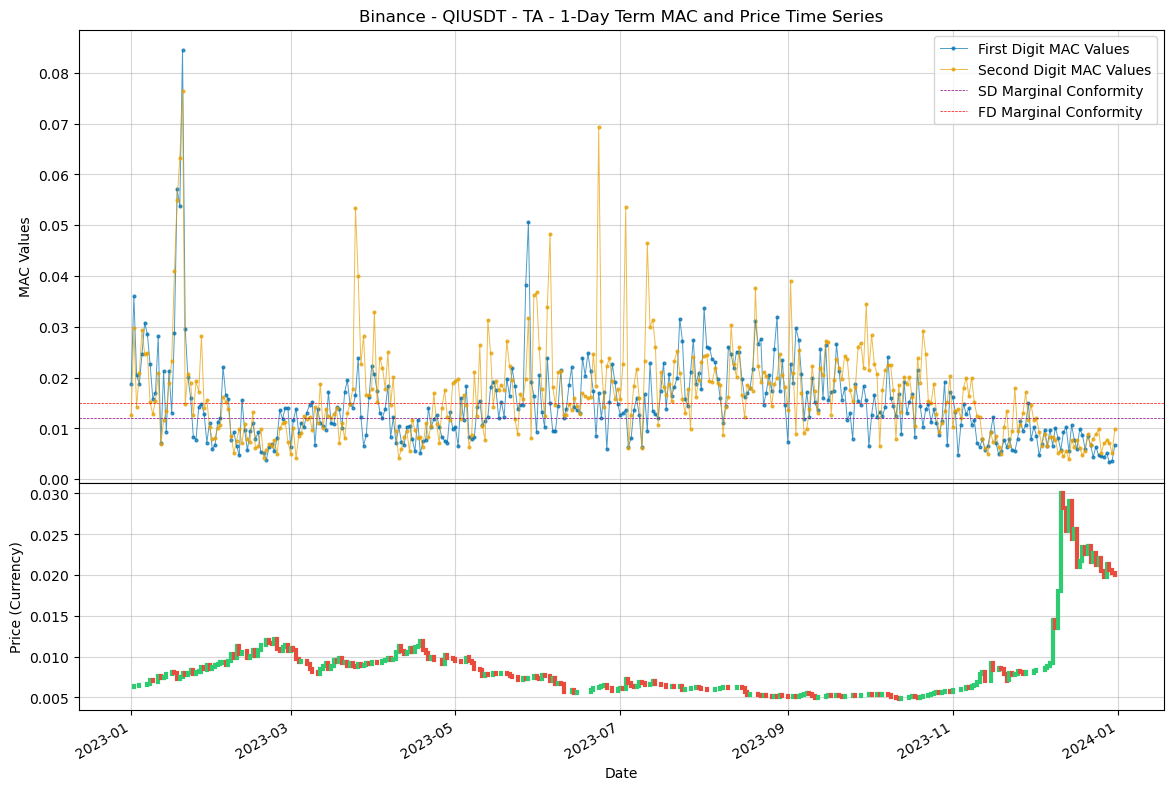 Binance - QIUSDT - TA - 1-Day Term MAC and Price Time Series
First Digit MAC Values
Second Digit MAC Values
SD Marginal Conformity
FD Marginal Conformity
MAC Values
0.08
0.07
0.06
0.05
0.04
0.03
0.02
0.01
0.00
Price (Currency)
0.030
0.025
0.020
0.015
0.010
0.005
2023-01
2023-03
2023-05
2023-07
2023-09
2023-11
2024-01
Date